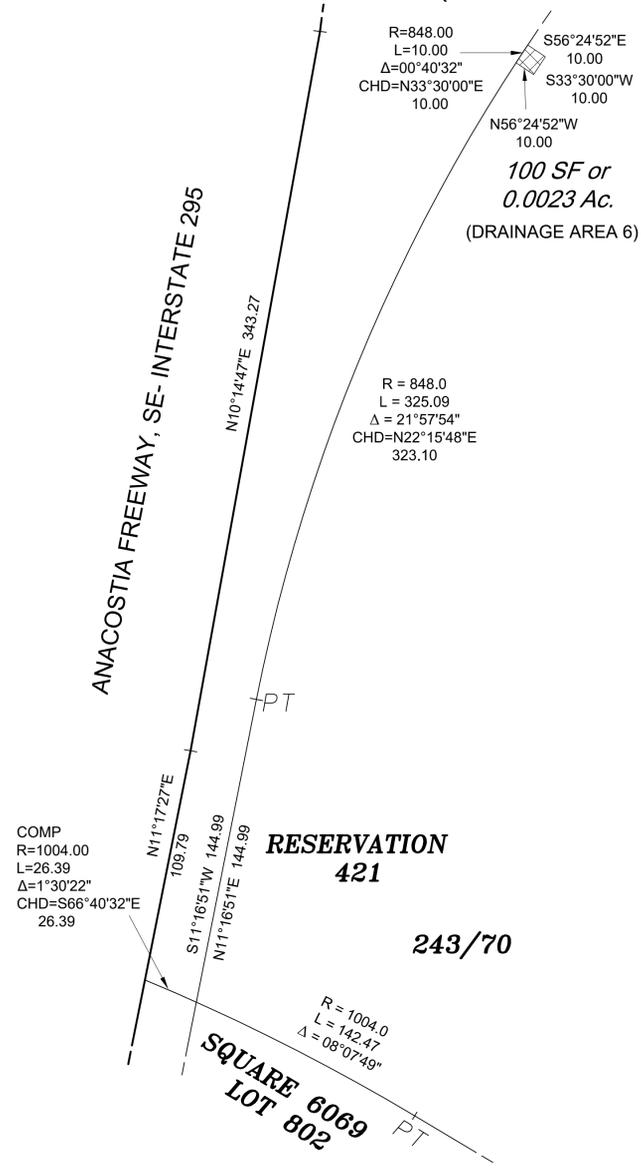 R=848.00
L=10.00
Δ=00°40'32"
CHD=N33°30'00"E
10.00
S56°24'52"E
10.00
S33°30'00"W
10.00
N56°24'52"W
10.00
100 SF or
0.0023 Ac.
(DRAINAGE AREA 6)
ANACOSTIA FREEWAY, SE- INTERSTATE 295
N10°14'47"E 343.27
R = 848.0
L = 325.09
Δ = 21°57'54"
CHD=N22°15'48"E
323.10
PT
N11°17'27"E
109.79
S11°16'51"W 144.99
N11°16'51"E 144.99
RESERVATION
421
243/70
COMP
R=1004.00
L=26.39
Δ=1°30'22"
CHD=S66°40'32"E
26.39
R = 1004.0
L = 142.47
Δ = 08°07'49"
SQUARE 6069
LOT 802
PT